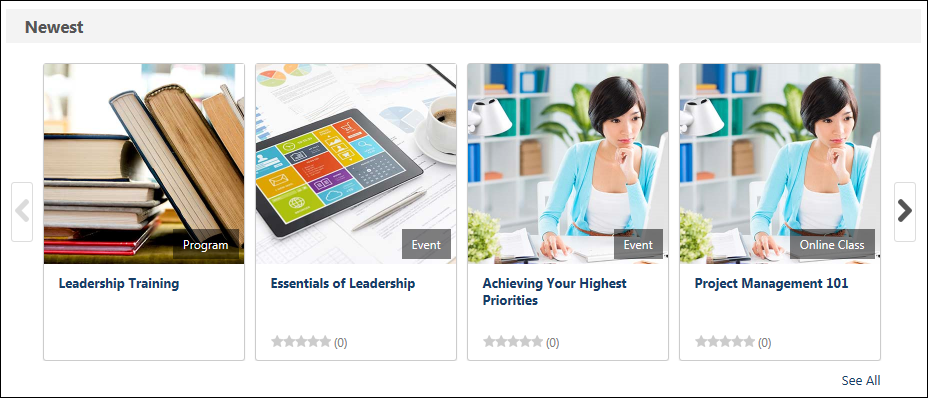 Newest
Program
Event
Event
Online Class
Leadership Training
Essentials of Leadership
Achieving Your Highest
Priorities
Project Management 101
(0)
(0)
(0)
See All